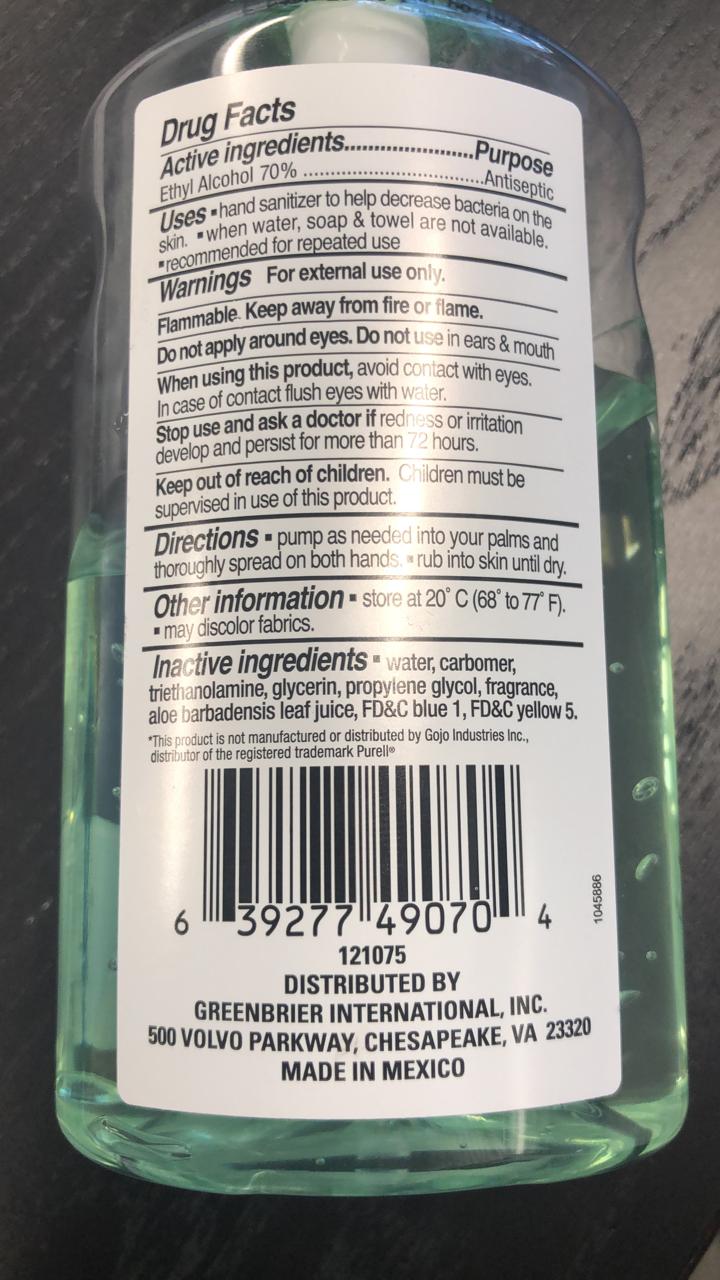 Drug Facts
Active ingredients......................Purpose
Ethyl Alcohol 70% ..................................Antiseptic
Uses ▪hand sanitizer to help decrease bacteria on the
skin. ▪when water, soap & towel are not available.
▪recommended for repeated use
Warnings For external use only.
Flammable. Keep away from fire or flame.
Do not apply around eyes. Do not use in ears & mouth
When using this product, avoid contact with eyes.
In case of contact flush eyes with water.
Stop use and ask a doctor if redness or irritation
develop and persist for more than 72 hours.
Keep out of reach of children. Children must be
supervised in use of this product.
Directions ▪ pump as needed into your palms and
thoroughly spread on both hands. ▪ rub into skin until dry.
Other information ▪ store at 20° C (68° to 77° F).
▪ may discolor fabrics.
Inactive ingredients ▪ water, carbomer,
triethanolamine, glycerin, propylene glycol, fragrance,
aloe barbadensis leaf juice, FD&C blue 1, FD&C yellow 5.
*This product is not manufactured or distributed by Gojo Industries Inc.,
distributor of the registered trademark Purell®
6 39277 49070 4
1045886
121075
DISTRIBUTED BY
GREENBRIER INTERNATIONAL, INC.
500 VOLVO PARKWAY, CHESAPEAKE, VA 23320
MADE IN MEXICO